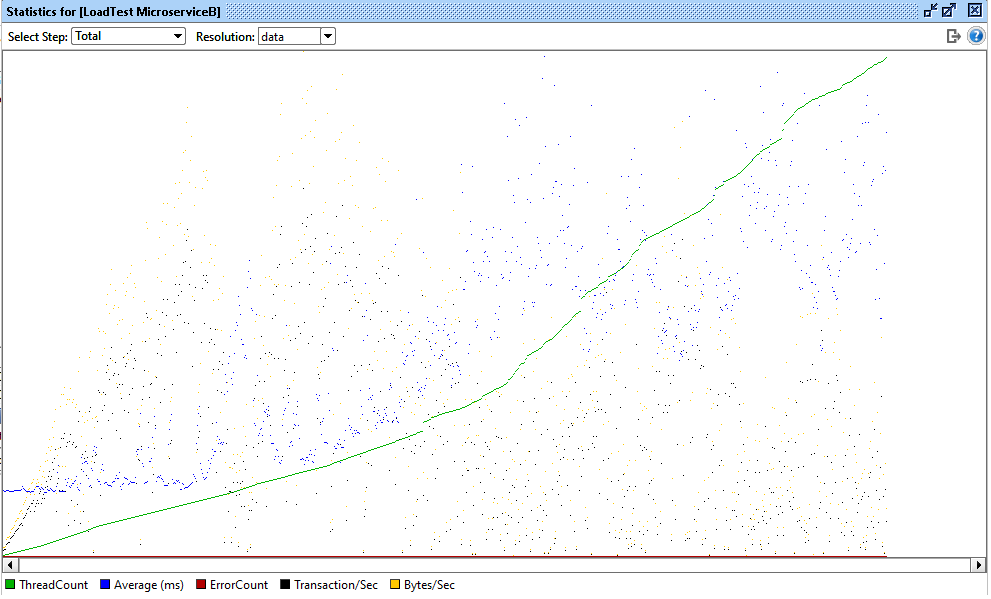 Statistics for [LoadTest MicroserviceB]
Select Step: Total Resolution: data
ThreadCount Average (ms) ErrorCount Transaction/Sec Bytes/Sec